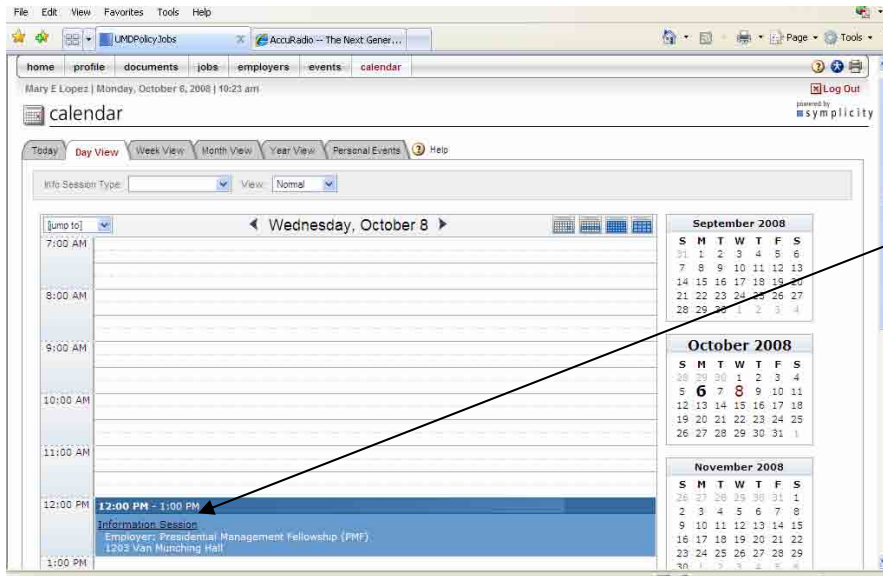 File Edit View Favorites Tools Help
UMDPolicyJobs AccuRadio -- The Next Gener... Page Tools
home profile documents jobs employers events calendar
Mary E Lopez | Monday, October 6, 2008 | 10:23 am Log Out
calendar powered by symplicity
Today Day View Week View Month View Year View Personal Events Help
Info Session Type: View: Normal
[jump to] Wednesday, October 8
7:00 AM
8:00 AM
9:00 AM
10:00 AM
11:00 AM
12:00 PM 12:00 PM - 1:00 PM
Information Session
Employer: Presidential Management Fellowship (PMF)
1203 Van Munching Hall
1:00 PM
September 2008
S M T W T F S
31 1 2 3 4 5 6
7 8 9 10 11 12 13
14 15 16 17 18 19 20
21 22 23 24 25 26 27
28 29 30 1 2 3 4
October 2008
S M T W T F S
28 29 30 1 2 3 4
5 6 7 8 9 10 11
12 13 14 15 16 17 18
19 20 21 22 23 24 25
26 27 28 29 30 31 1
November 2008
S M T W T F S
26 27 28 29 30 31 1
2 3 4 5 6 7 8
9 10 11 12 13 14 15
16 17 18 19 20 21 22
23 24 25 26 27 28 29
30 1 2 3 4 5 6